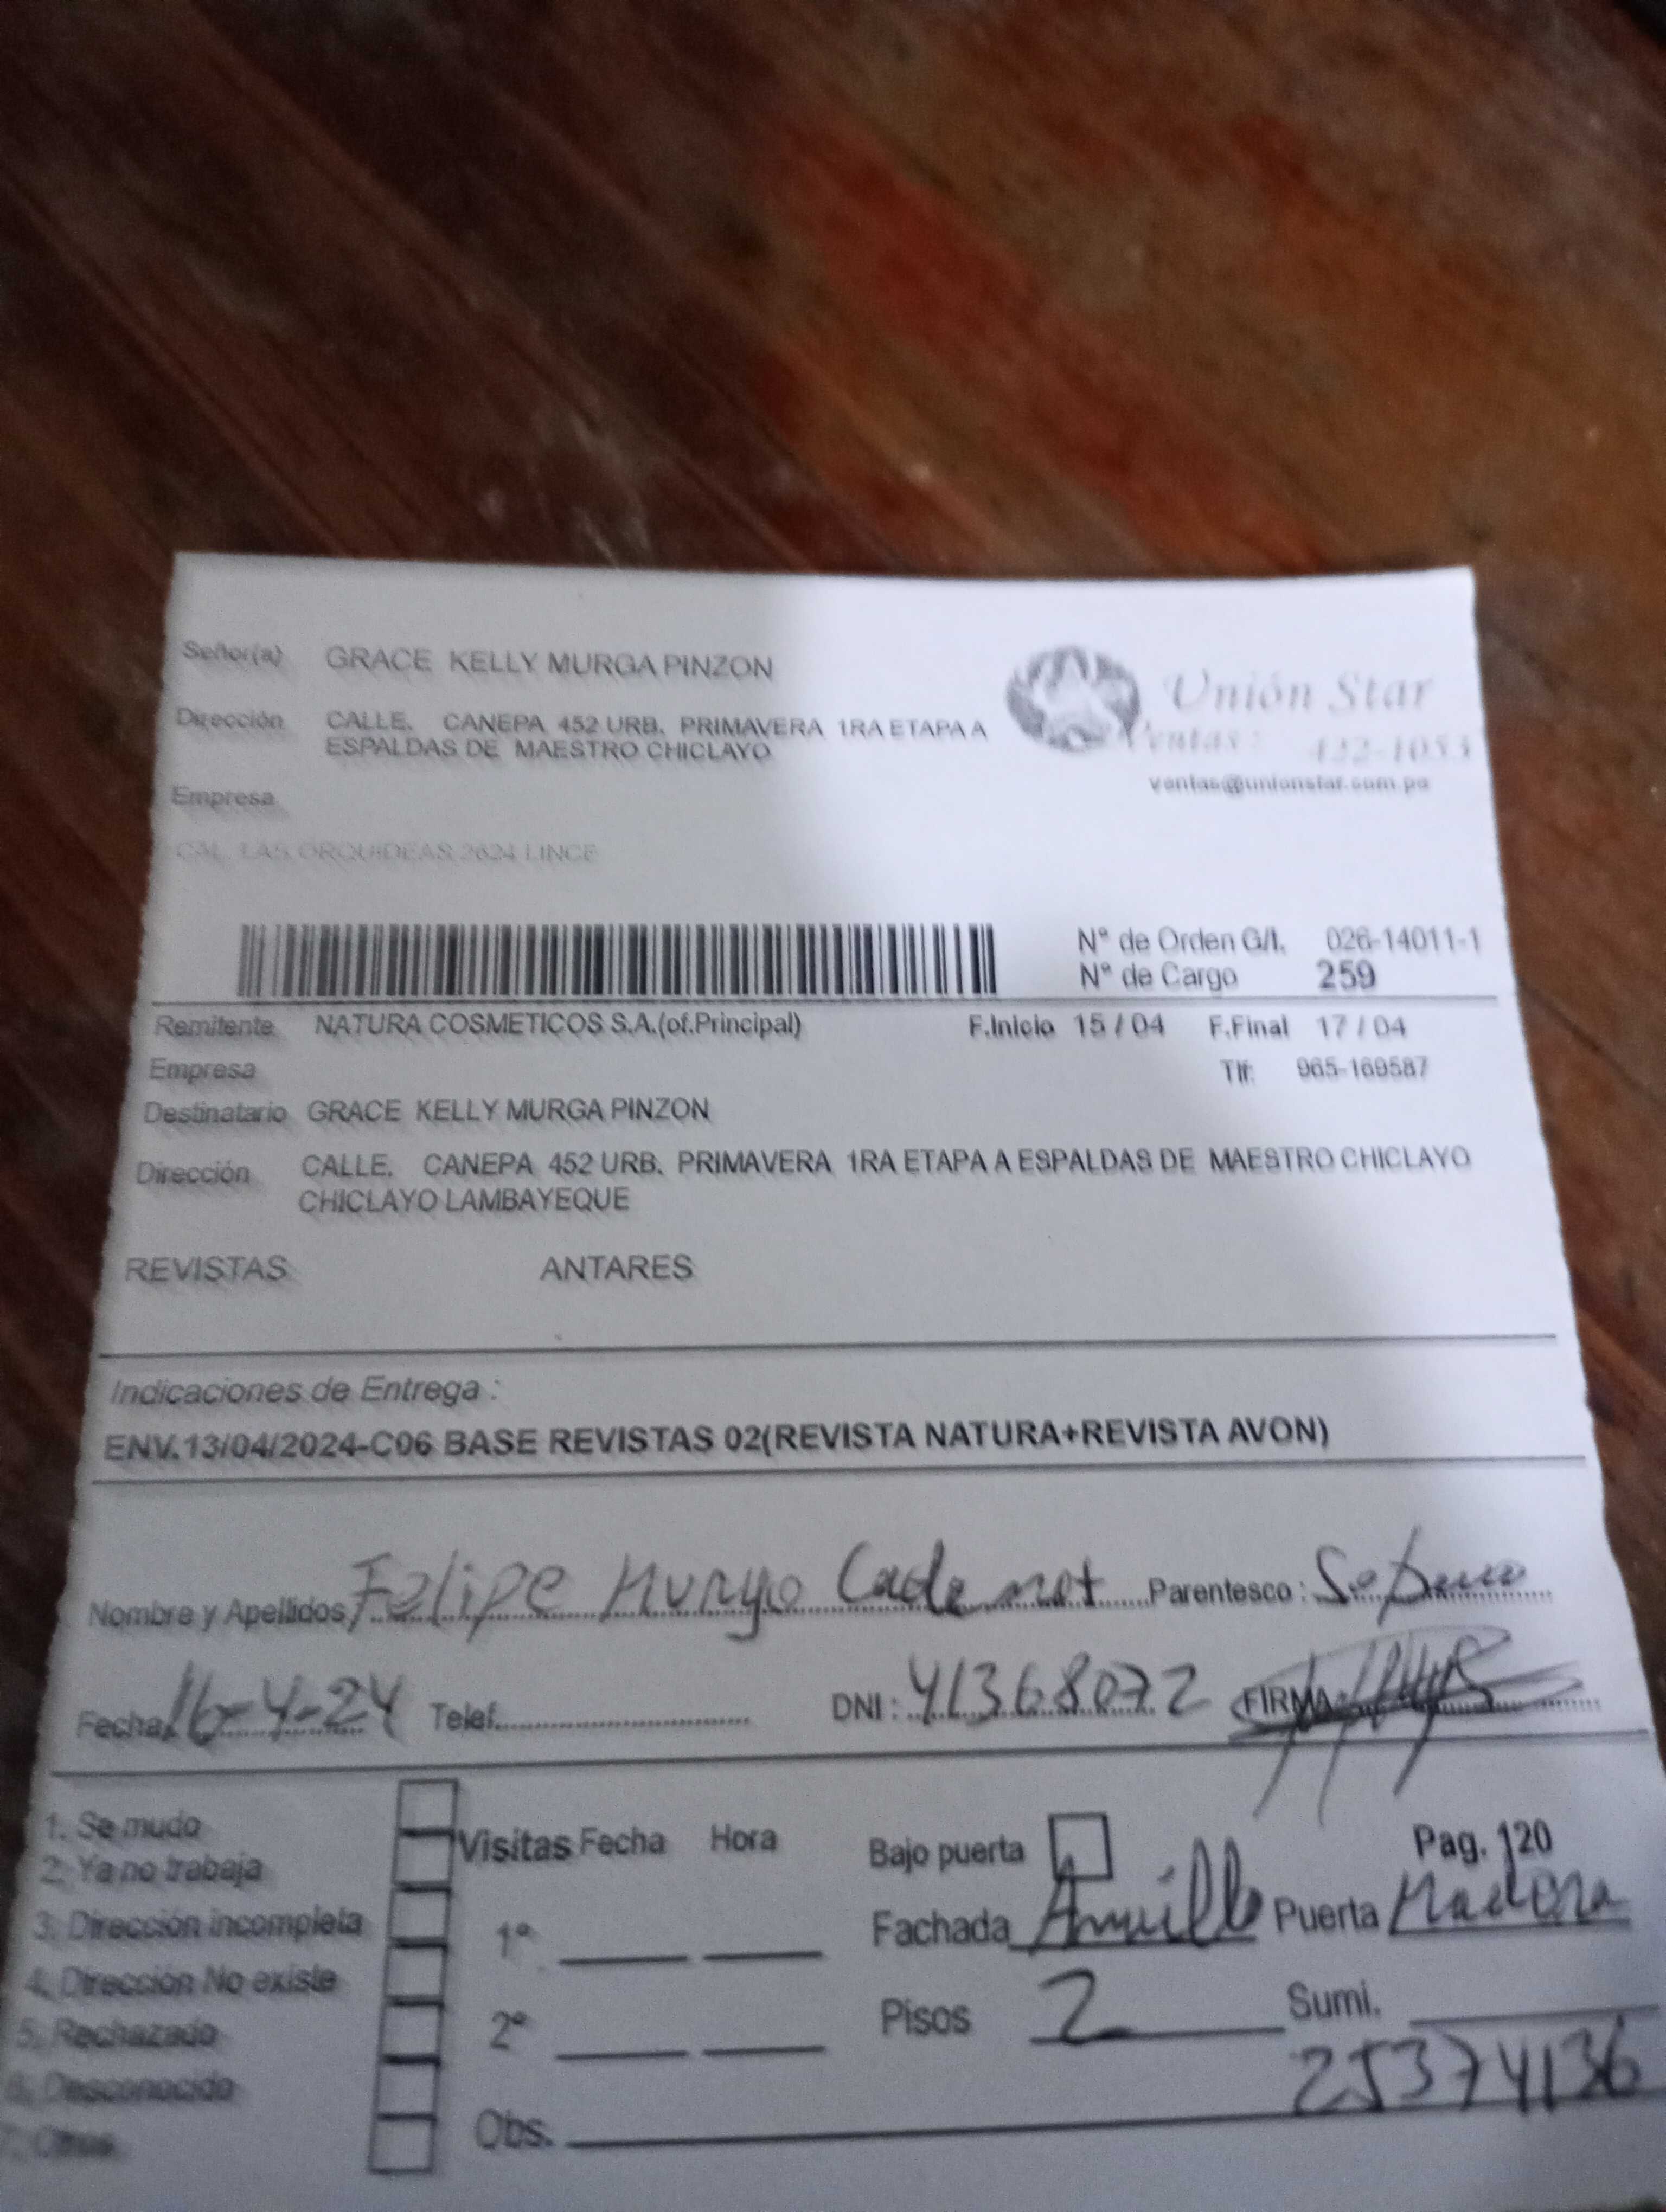 Señor(a) GRACE KELLY MURGA PINZON
Unión Star
Dirección CALLE. CANEPA 452 URB. PRIMAVERA 1RA ETAPA A
ESPALDAS DE MAESTRO CHICLAYO
Ventas: 422-1053
ventas@unionstar.com.pe
Empresa
CAL. LAS ORQUIDEAS 2624 LINCE
N° de Orden G/I. 026-14011-1
N° de Cargo 259
Remitente NATURA COSMETICOS S.A.(of.Principal) F.Inicio 15 / 04 F.Final 17 / 04
Empresa Tlf: 965-169587
Destinatario GRACE KELLY MURGA PINZON
Dirección CALLE. CANEPA 452 URB. PRIMAVERA 1RA ETAPA A ESPALDAS DE MAESTRO CHICLAYO
CHICLAYO LAMBAYEQUE
REVISTAS ANTARES
Indicaciones de Entrega :
ENV.13/04/2024-C06 BASE REVISTAS 02(REVISTA NATURA+REVISTA AVON)
Nombre y Apellidos Felipe Murga Parentesco :
Fecha 16-4-24 Telef. DNI : 41368072 FIRMA
1. Se mudo
2. Ya no trabaja
3. Dirección incompleta
4. Dirección No existe
5. Rechazado
6. Desconocido
7. Otros
Visitas Fecha Hora
1°
2°
Obs.
Bajo puerta Pag. 120
Fachada Amarillo Puerta Madera
Pisos 2 Sumi.
25374136